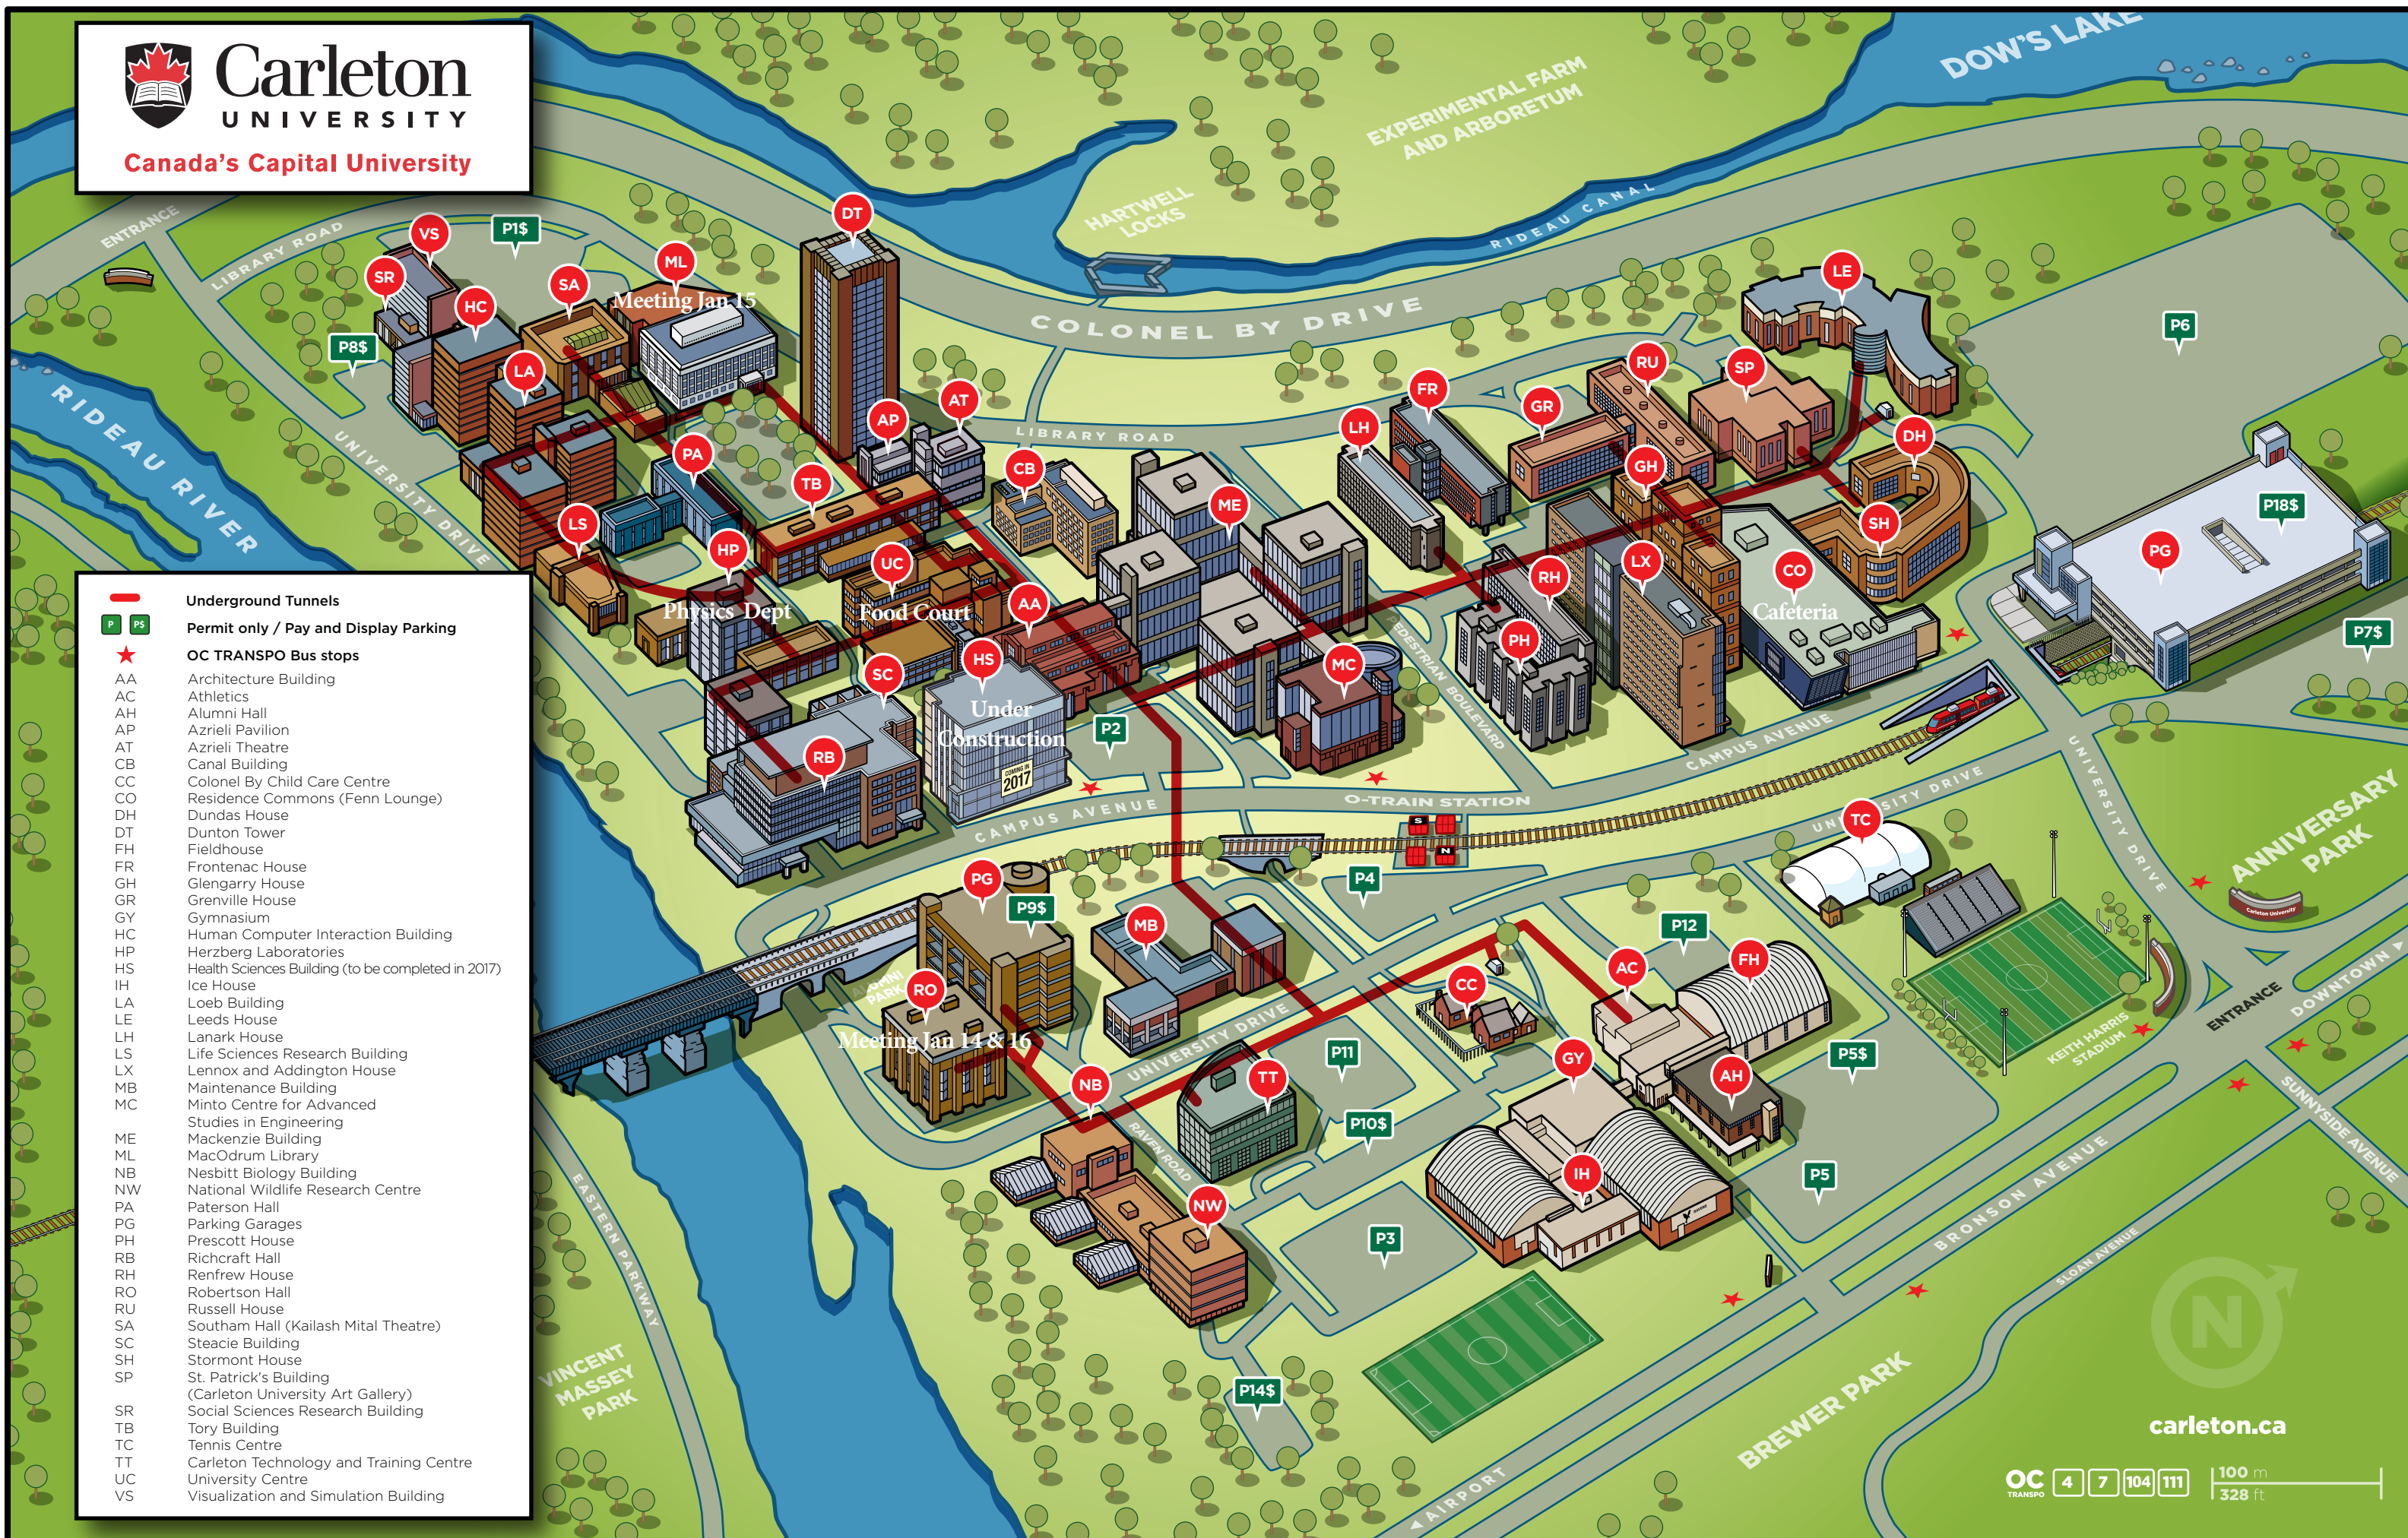 Carleton
UNIVERSITY
Canada's Capital University
ENTRANCE
LIBRARY ROAD
VS
P1$
SR
HC
SA
ML
Meeting Jan 15
DT
P8$
LA
RIDEAU RIVER
UNIVERSITY DRIVE
HARTWELL
LOCKS
EXPERIMENTAL FARM
AND ARBORETUM
DOW'S LAKE
RIDEAU CANAL
COLONEL BY DRIVE
LIBRARY ROAD
AP
AT
PA
TB
LS
HP
Physics Dept
UC
Food Court
AA
CB
ME
LH
FR
GR
RU
SP
LE
GH
DH
SH
P6
P18$
PG
P7$
RH
LX
CO
Cafeteria
PH
MC
PEDESTRIAN BOULEVARD
SC
HS
Under
Construction
COMING IN
2017
P2
RB
CAMPUS AVENUE
O-TRAIN STATION
CAMPUS AVENUE
UNIVERSITY DRIVE
UNIVERSITY DRIVE
S
N
P4
TC
ANNIVERSARY
PARK
Carleton University
PG
P9$
ALUMNI
PARK
MB
RO
Meeting Jan 14 & 16
UNIVERSITY DRIVE
NB
TT
P11
P10$
CC
AC
P12
FH
GY
AH
P5$
KEITH HARRIS
STADIUM
ENTRANCE
DOWNTOWN
SUNNYSIDE AVENUE
RAVEN ROAD
NW
P3
IH
P5
BRONSON AVENUE
SLOAN AVENUE
EASTERN PARKWAY
VINCENT
MASSEY
PARK
P14$
BREWER PARK
AIRPORT
N
carleton.ca
OC
TRANSPO
4 7 104 111
100 m
328 ft
Underground Tunnels
P P$ Permit only / Pay and Display Parking
OC TRANSPO Bus stops
AA Architecture Building
AC Athletics
AH Alumni Hall
AP Azrieli Pavilion
AT Azrieli Theatre
CB Canal Building
CC Colonel By Child Care Centre
CO Residence Commons (Fenn Lounge)
DH Dundas House
DT Dunton Tower
FH Fieldhouse
FR Frontenac House
GH Glengarry House
GR Grenville House
GY Gymnasium
HC Human Computer Interaction Building
HP Herzberg Laboratories
HS Health Sciences Building (to be completed in 2017)
IH Ice House
LA Loeb Building
LE Leeds House
LH Lanark House
LS Life Sciences Research Building
LX Lennox and Addington House
MB Maintenance Building
MC Minto Centre for Advanced
Studies in Engineering
ME Mackenzie Building
ML MacOdrum Library
NB Nesbitt Biology Building
NW National Wildlife Research Centre
PA Paterson Hall
PG Parking Garages
PH Prescott House
RB Richcraft Hall
RH Renfrew House
RO Robertson Hall
RU Russell House
SA Southam Hall (Kailash Mital Theatre)
SC Steacie Building
SH Stormont House
SP St. Patrick's Building
(Carleton University Art Gallery)
SR Social Sciences Research Building
TB Tory Building
TC Tennis Centre
TT Carleton Technology and Training Centre
UC University Centre
VS Visualization and Simulation Building